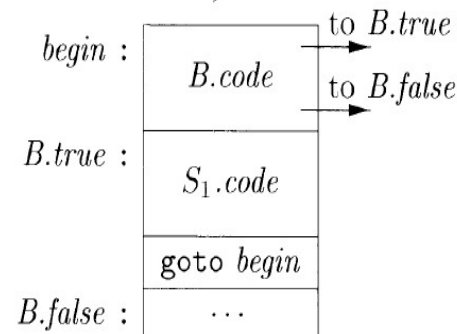 to B.true
begin :
B.code
to B.false
B.true :
S₁.code
goto begin
B.false :
···